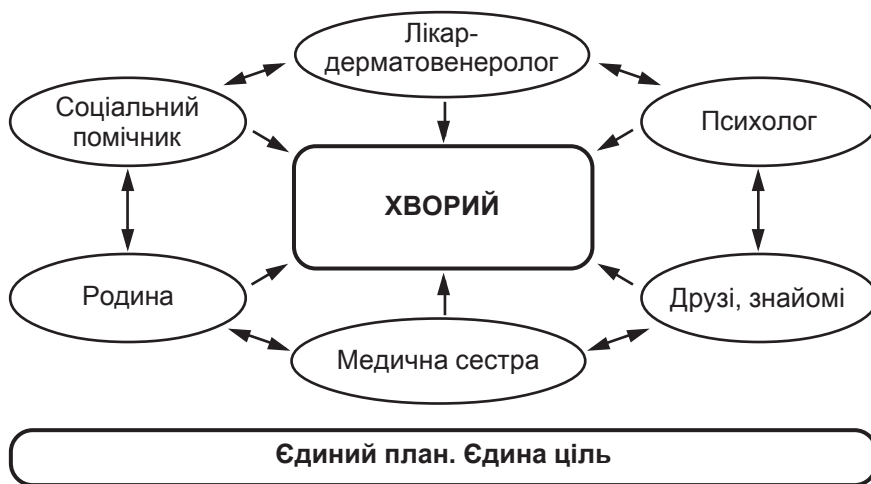 Лікар-
дерматовенеролог
Соціальний
помічник
Психолог
ХВОРИЙ
Родина
Друзі, знайомі
Медична сестра
Єдиний план. Єдина ціль